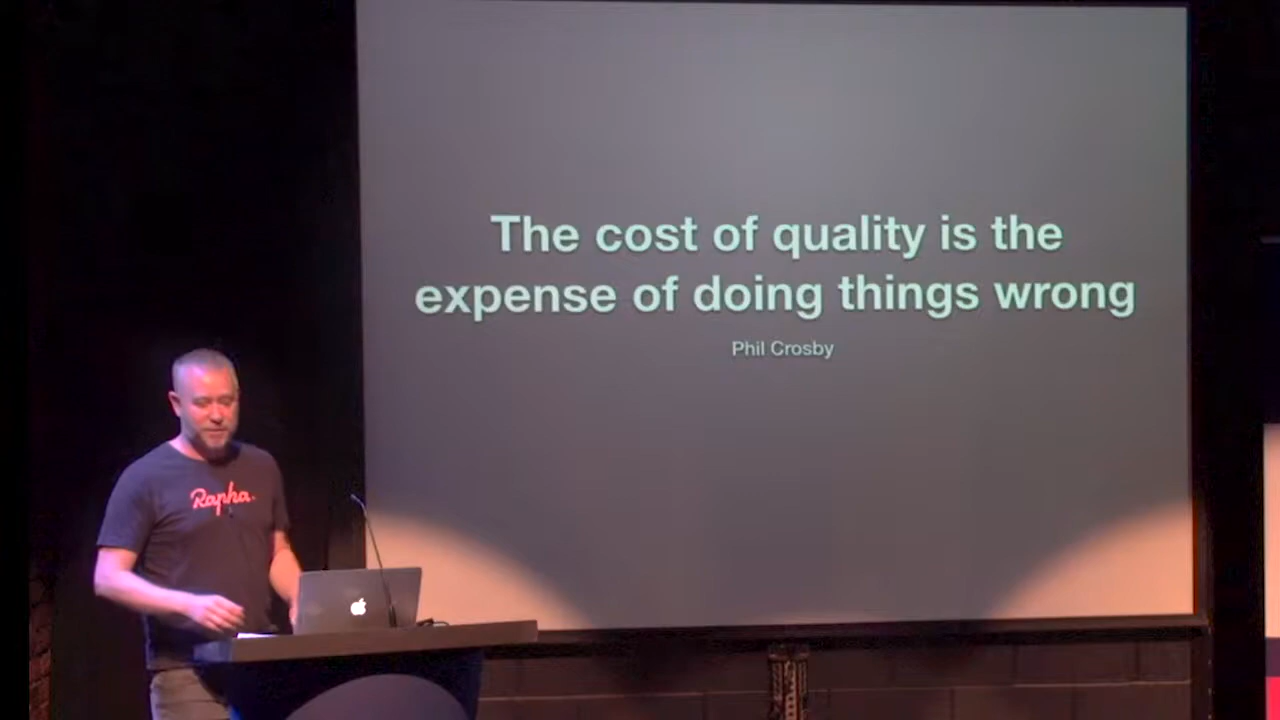 The cost of quality is the
expense of doing things wrong
Phil Crosby
Rapha.